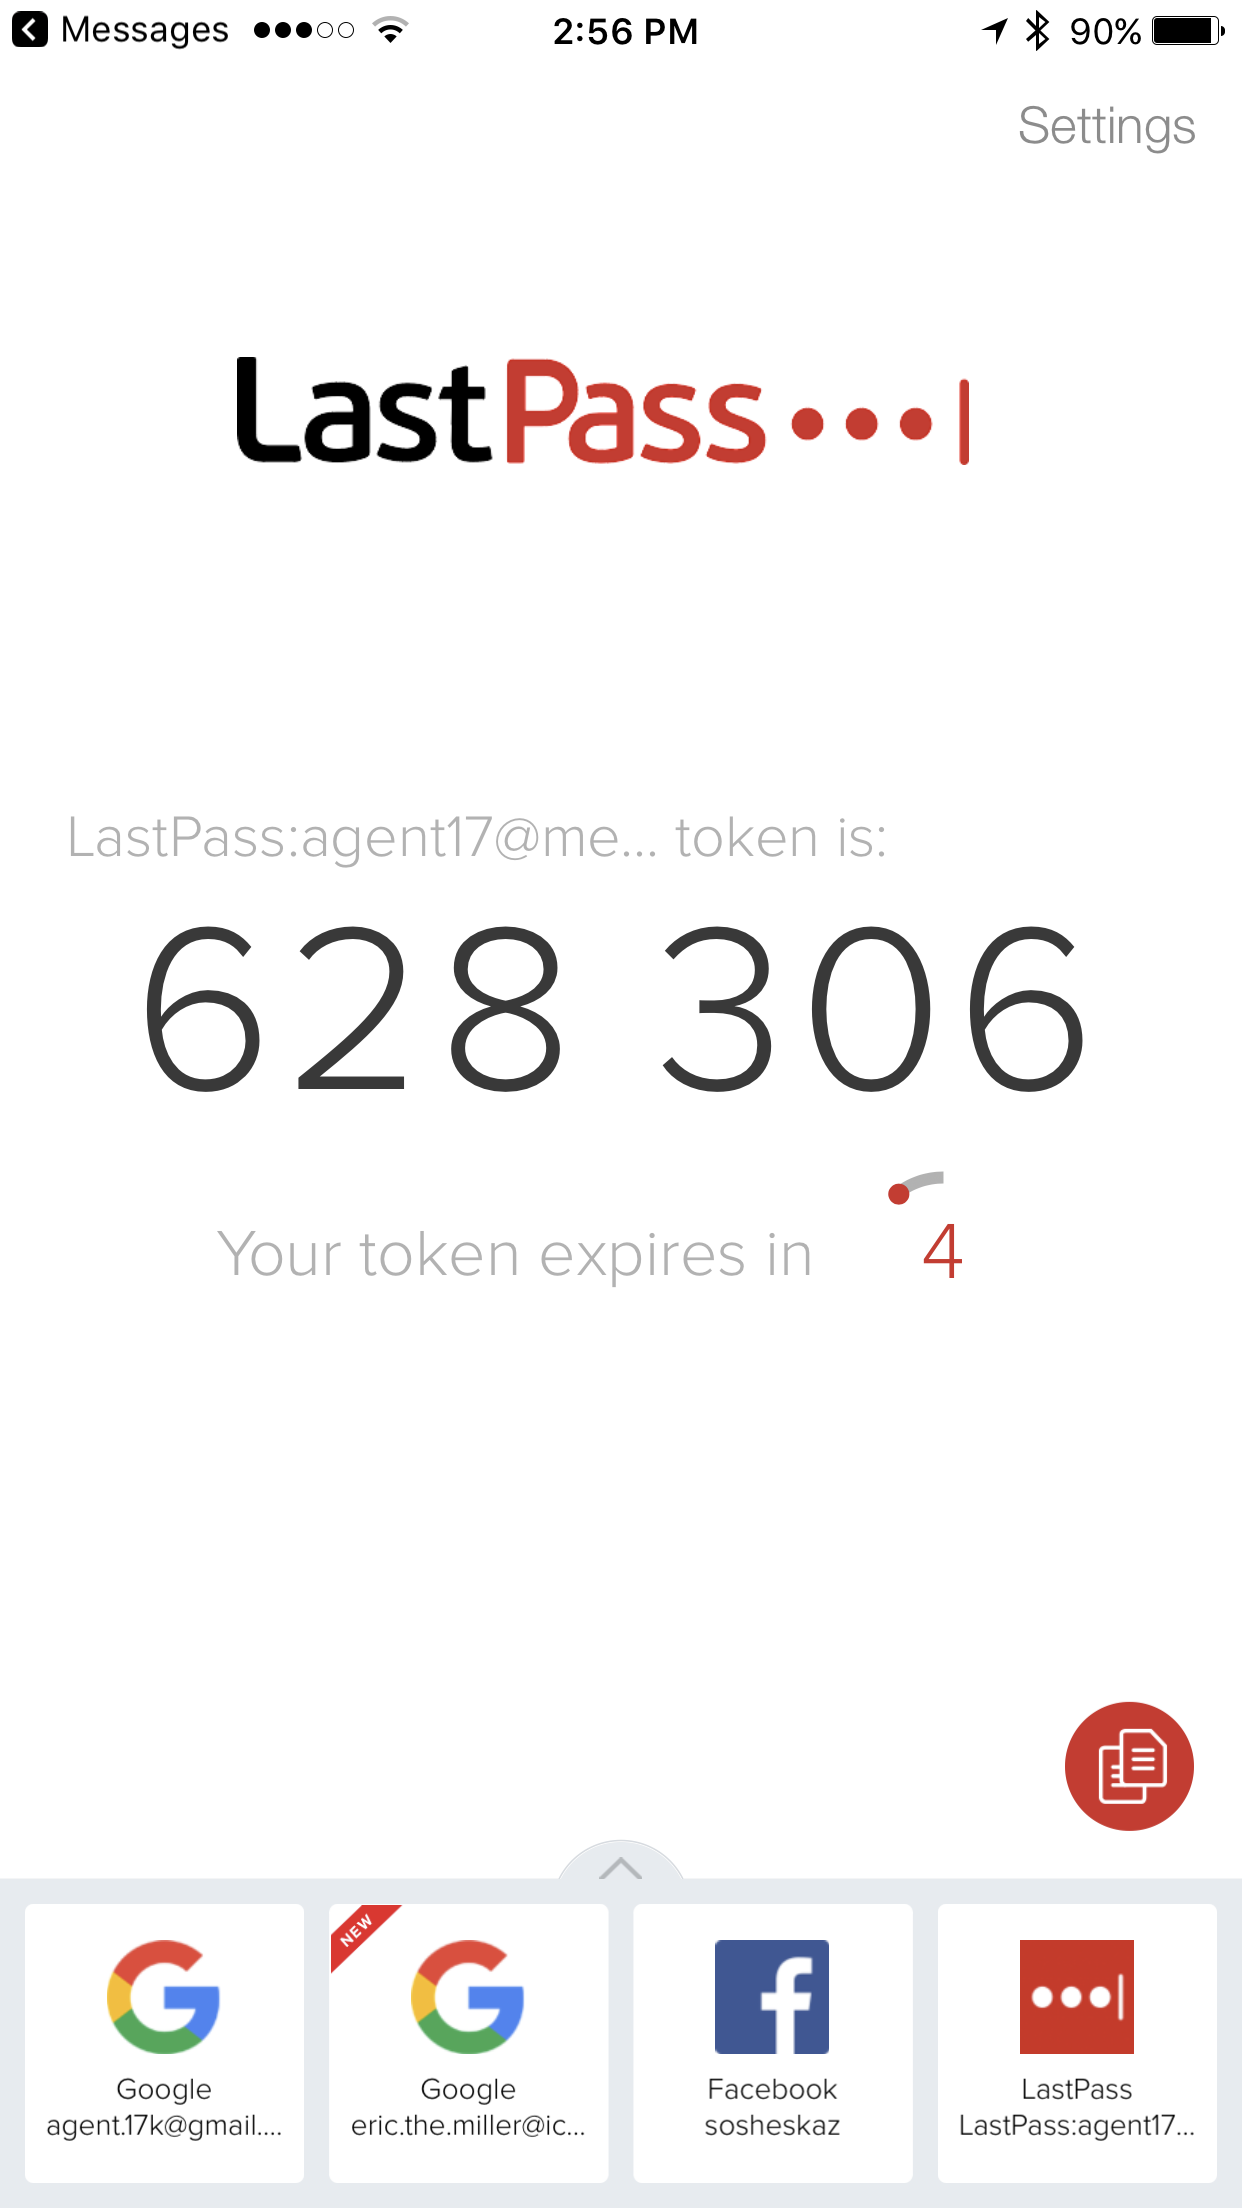 Messages 2:56 PM 90%
Settings
LastPass
LastPass:agent17@me... token is:
628 306
Your token expires in 4
NEW
Google Google Facebook LastPass
agent.17k@gmail.... eric.the.miller@ic... sosheskaz LastPass:agent17...